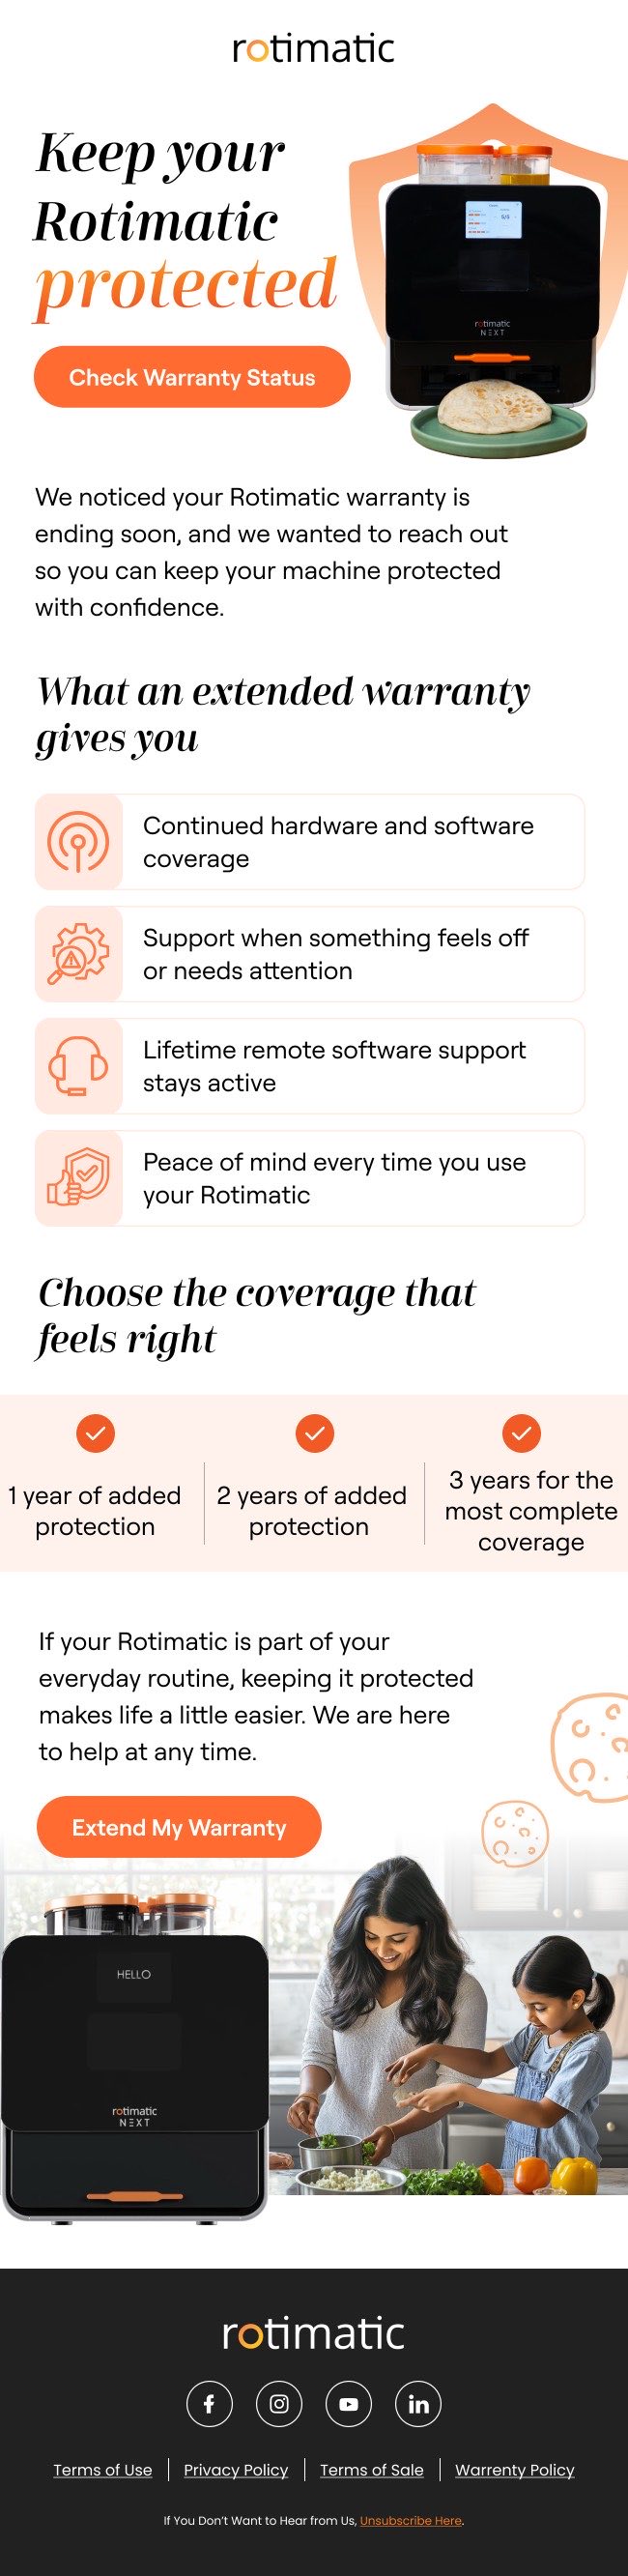 rotimatic
Keep your
Rotimatic
protected
Check Warranty Status
rotimatic
NEXT
We noticed your Rotimatic warranty is
ending soon, and we wanted to reach out
so you can keep your machine protected
with confidence.
What an extended warranty
gives you
Continued hardware and software
coverage
Support when something feels off
or needs attention
Lifetime remote software support
stays active
Peace of mind every time you use
your Rotimatic
Choose the coverage that
feels right
1 year of added
protection
2 years of added
protection
3 years for the
most complete
coverage
If your Rotimatic is part of your
everyday routine, keeping it protected
makes life a little easier. We are here
to help at any time.
Extend My Warranty
HELLO
rotimatic
NEXT
rotimatic
Terms of Use | Privacy Policy | Terms of Sale | Warrenty Policy
If You Don't Want to Hear from Us, Unsubscribe Here.